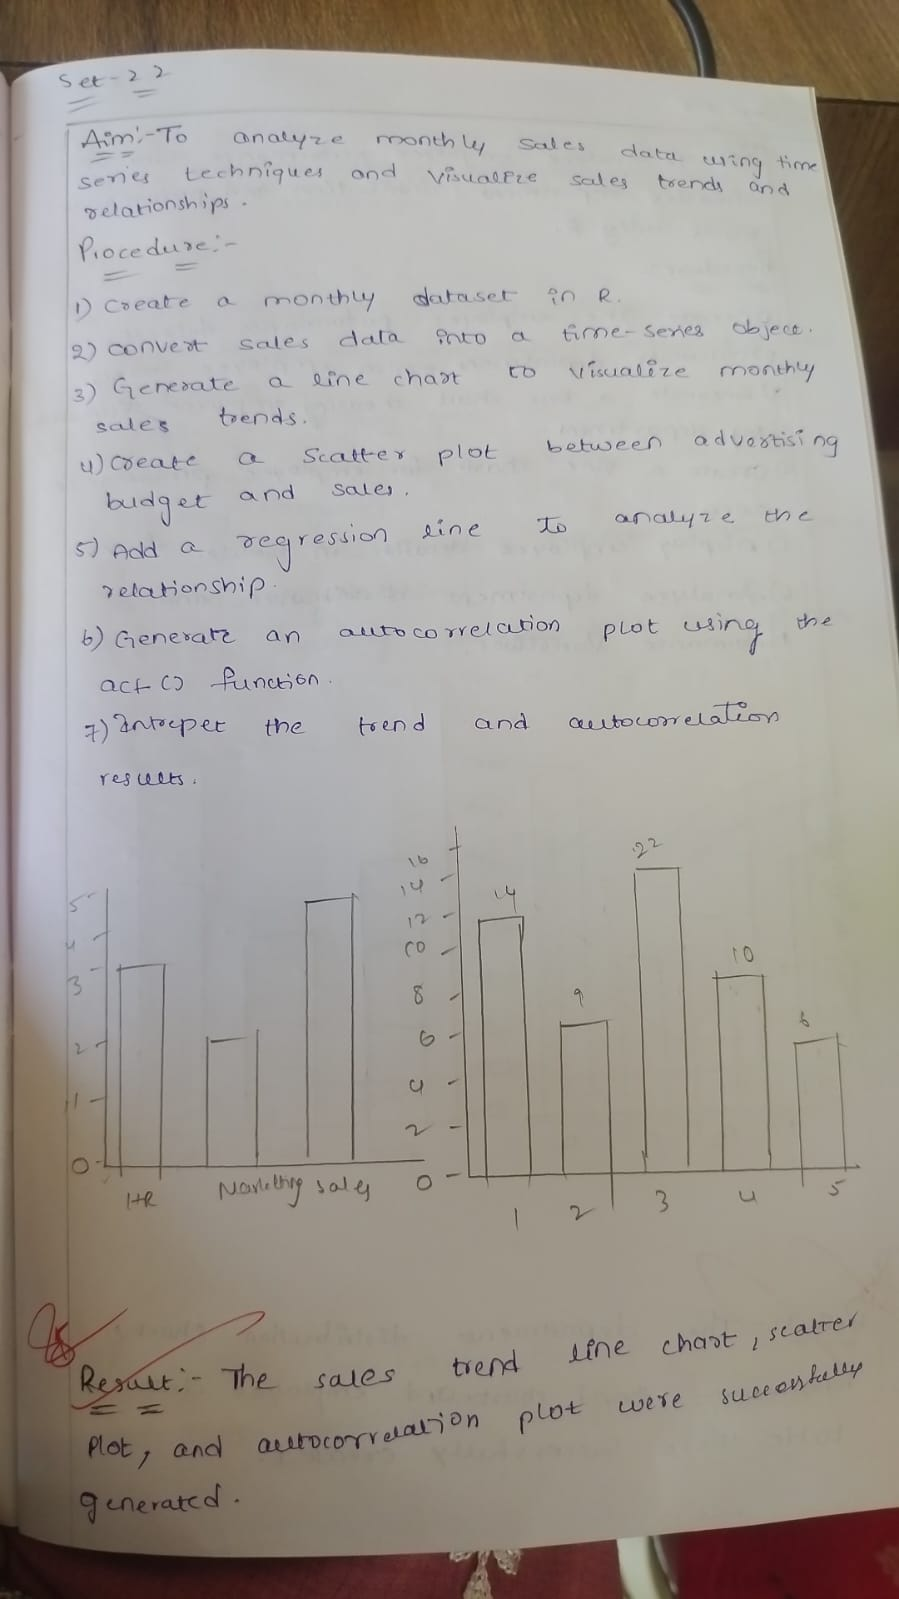 Set-22
Aim:-To analyze monthly sales data using time
series techniques and visualize sales trends and
relationships.
Procedure:-
1) Create a monthly dataset in R.
2) convert sales data into a time-series object.
3) Generate a line chart to visualize monthly
sales trends.
4) Create a scatter plot between advertising
budget and sales.
5) Add a regression line to analyze the
relationship.
6) Generate an autocorrelation plot using the
acf() function.
7) Intrepet the trend and autocorrelation
results.
5
4
3
2
1
0
HR Marketing sales
16
14
12
10
8
6
4
2
0
14
9
22
10
6
1 2 3 4 5
Result:- The sales trend line chart, scatter
plot, and autocorrelation plot were successfully
generated.